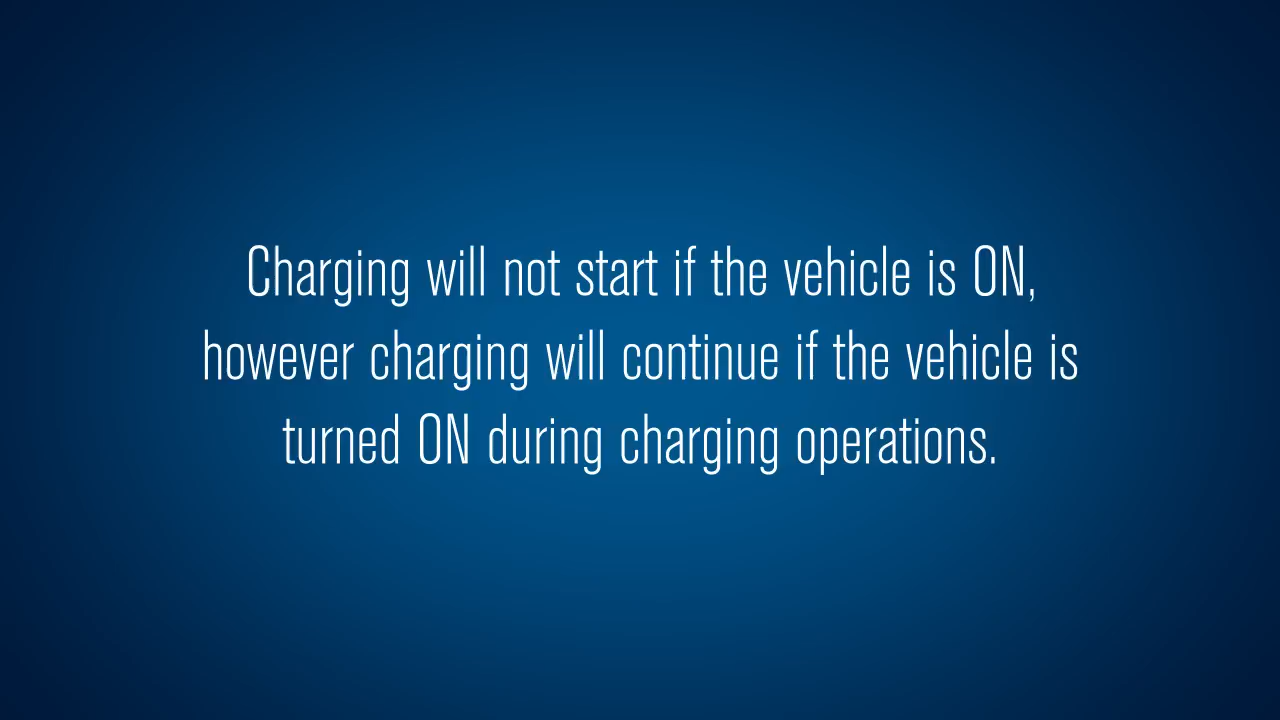 Charging will not start if the vehicle is ON,
however charging will continue if the vehicle is
turned ON during charging operations.